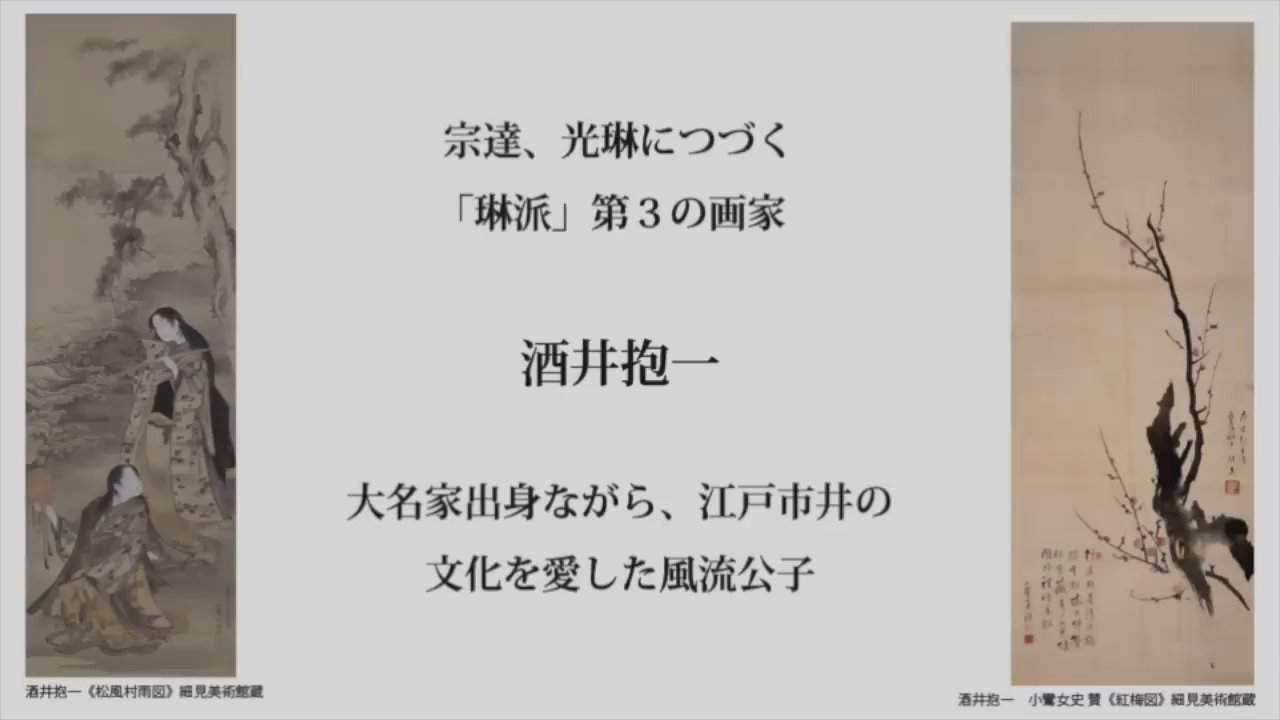 宗達、光琳につづく
「琳派」第３の画家
酒井抱一
大名家出身ながら、江戸市井の
文化を愛した風流公子
酒井抱一《松風村雨図》細見美術館蔵
酒井抱一　小鸞女史 賛《紅梅図》細見美術館蔵